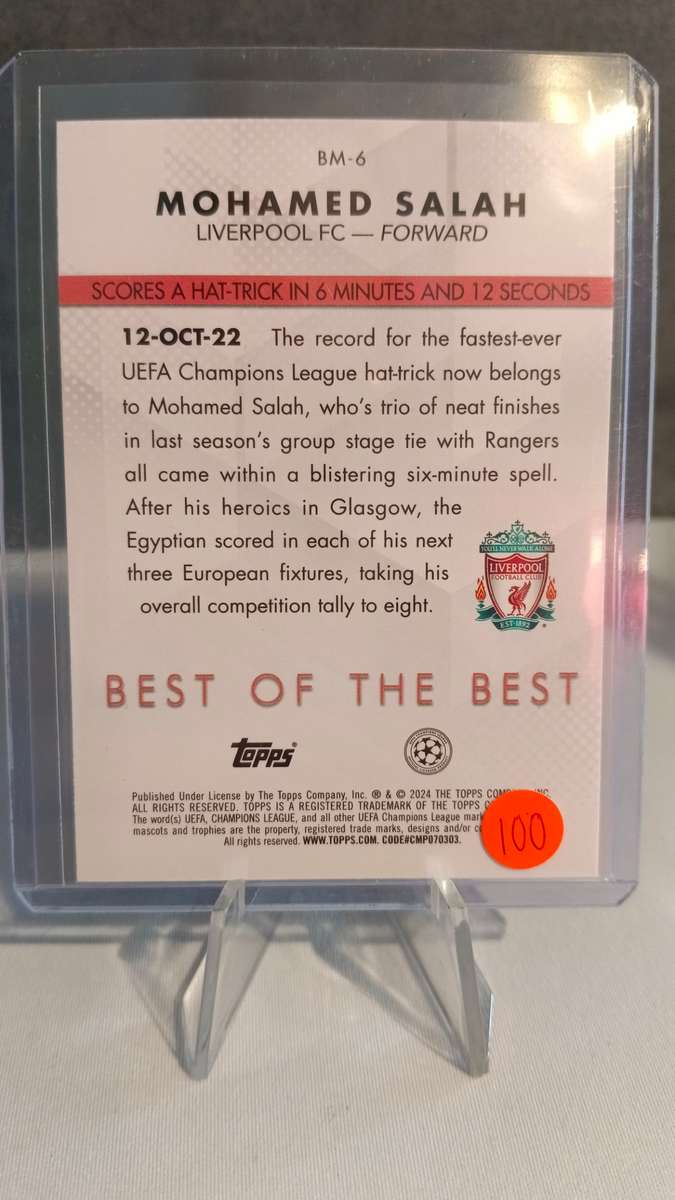 BM-6
MOHAMED SALAH
LIVERPOOL FC — FORWARD
SCORES A HAT-TRICK IN 6 MINUTES AND 12 SECONDS
12-OCT-22 The record for the fastest-ever
UEFA Champions League hat-trick now belongs
to Mohamed Salah, who's trio of neat finishes
in last season's group stage tie with Rangers
all came within a blistering six-minute spell.
After his heroics in Glasgow, the
Egyptian scored in each of his next
three European fixtures, taking his
overall competition tally to eight.
YOU'LL NEVER WALK ALONE
LIVERPOOL
FOOTBALL CLUB
EST·1892
BEST OF THE BEST
TOPPS®
Published Under License by The Topps Company, Inc. ® & © 2024 THE TOPPS INC.
ALL RIGHTS RESERVED. TOPPS IS A REGISTERED TRADEMARK OF THE TOPPS
The word(s) UEFA, CHAMPIONS LEAGUE, and all other UEFA Champions League
mascots and trophies are the property, registered trade marks, designs and/or
All rights reserved. WWW.TOPPS.COM. CODE#CMP070303.
100